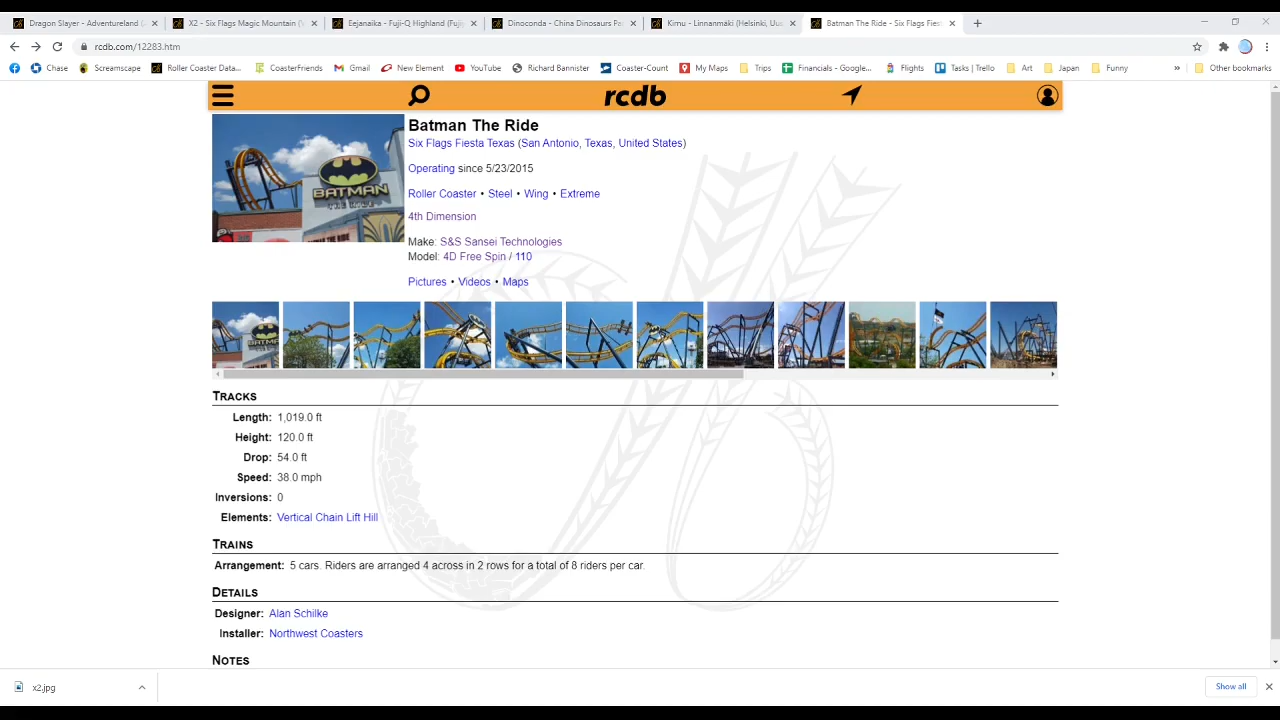 Dragon Slayer - Adventureland (A
X2 - Six Flags Magic Mountain (V
Eejanaika - Fuji-Q Highland (Fuji
Dinoconda - China Dinosaurs Pa
Kirnu - Linnanmäki (Helsinki, Uu
Batman The Ride - Six Flags Fies
rcdb.com/12283.htm
Chase
Screamscape
Roller Coaster Data...
CoasterFriends
Gmail
New Element
YouTube
Richard Bannister
Coaster-Count
My Maps
Trips
Financials - Google...
Flights
Tasks | Trello
Art
Japan
Funny
»
Other bookmarks
rcdb
BATMAN
THE RIDE
Batman The Ride
Six Flags Fiesta Texas (San Antonio, Texas, United States)
Operating since 5/23/2015
Roller Coaster • Steel • Wing • Extreme
4th Dimension
Make: S&S Sansei Technologies
Model: 4D Free Spin / 110
Pictures • Videos • Maps
TRACKS
Length: 1,019.0 ft
Height: 120.0 ft
Drop: 54.0 ft
Speed: 38.0 mph
Inversions: 0
Elements: Vertical Chain Lift Hill
TRAINS
Arrangement: 5 cars. Riders are arranged 4 across in 2 rows for a total of 8 riders per car.
DETAILS
Designer: Alan Schilke
Installer: Northwest Coasters
NOTES
x2.jpg
Show all